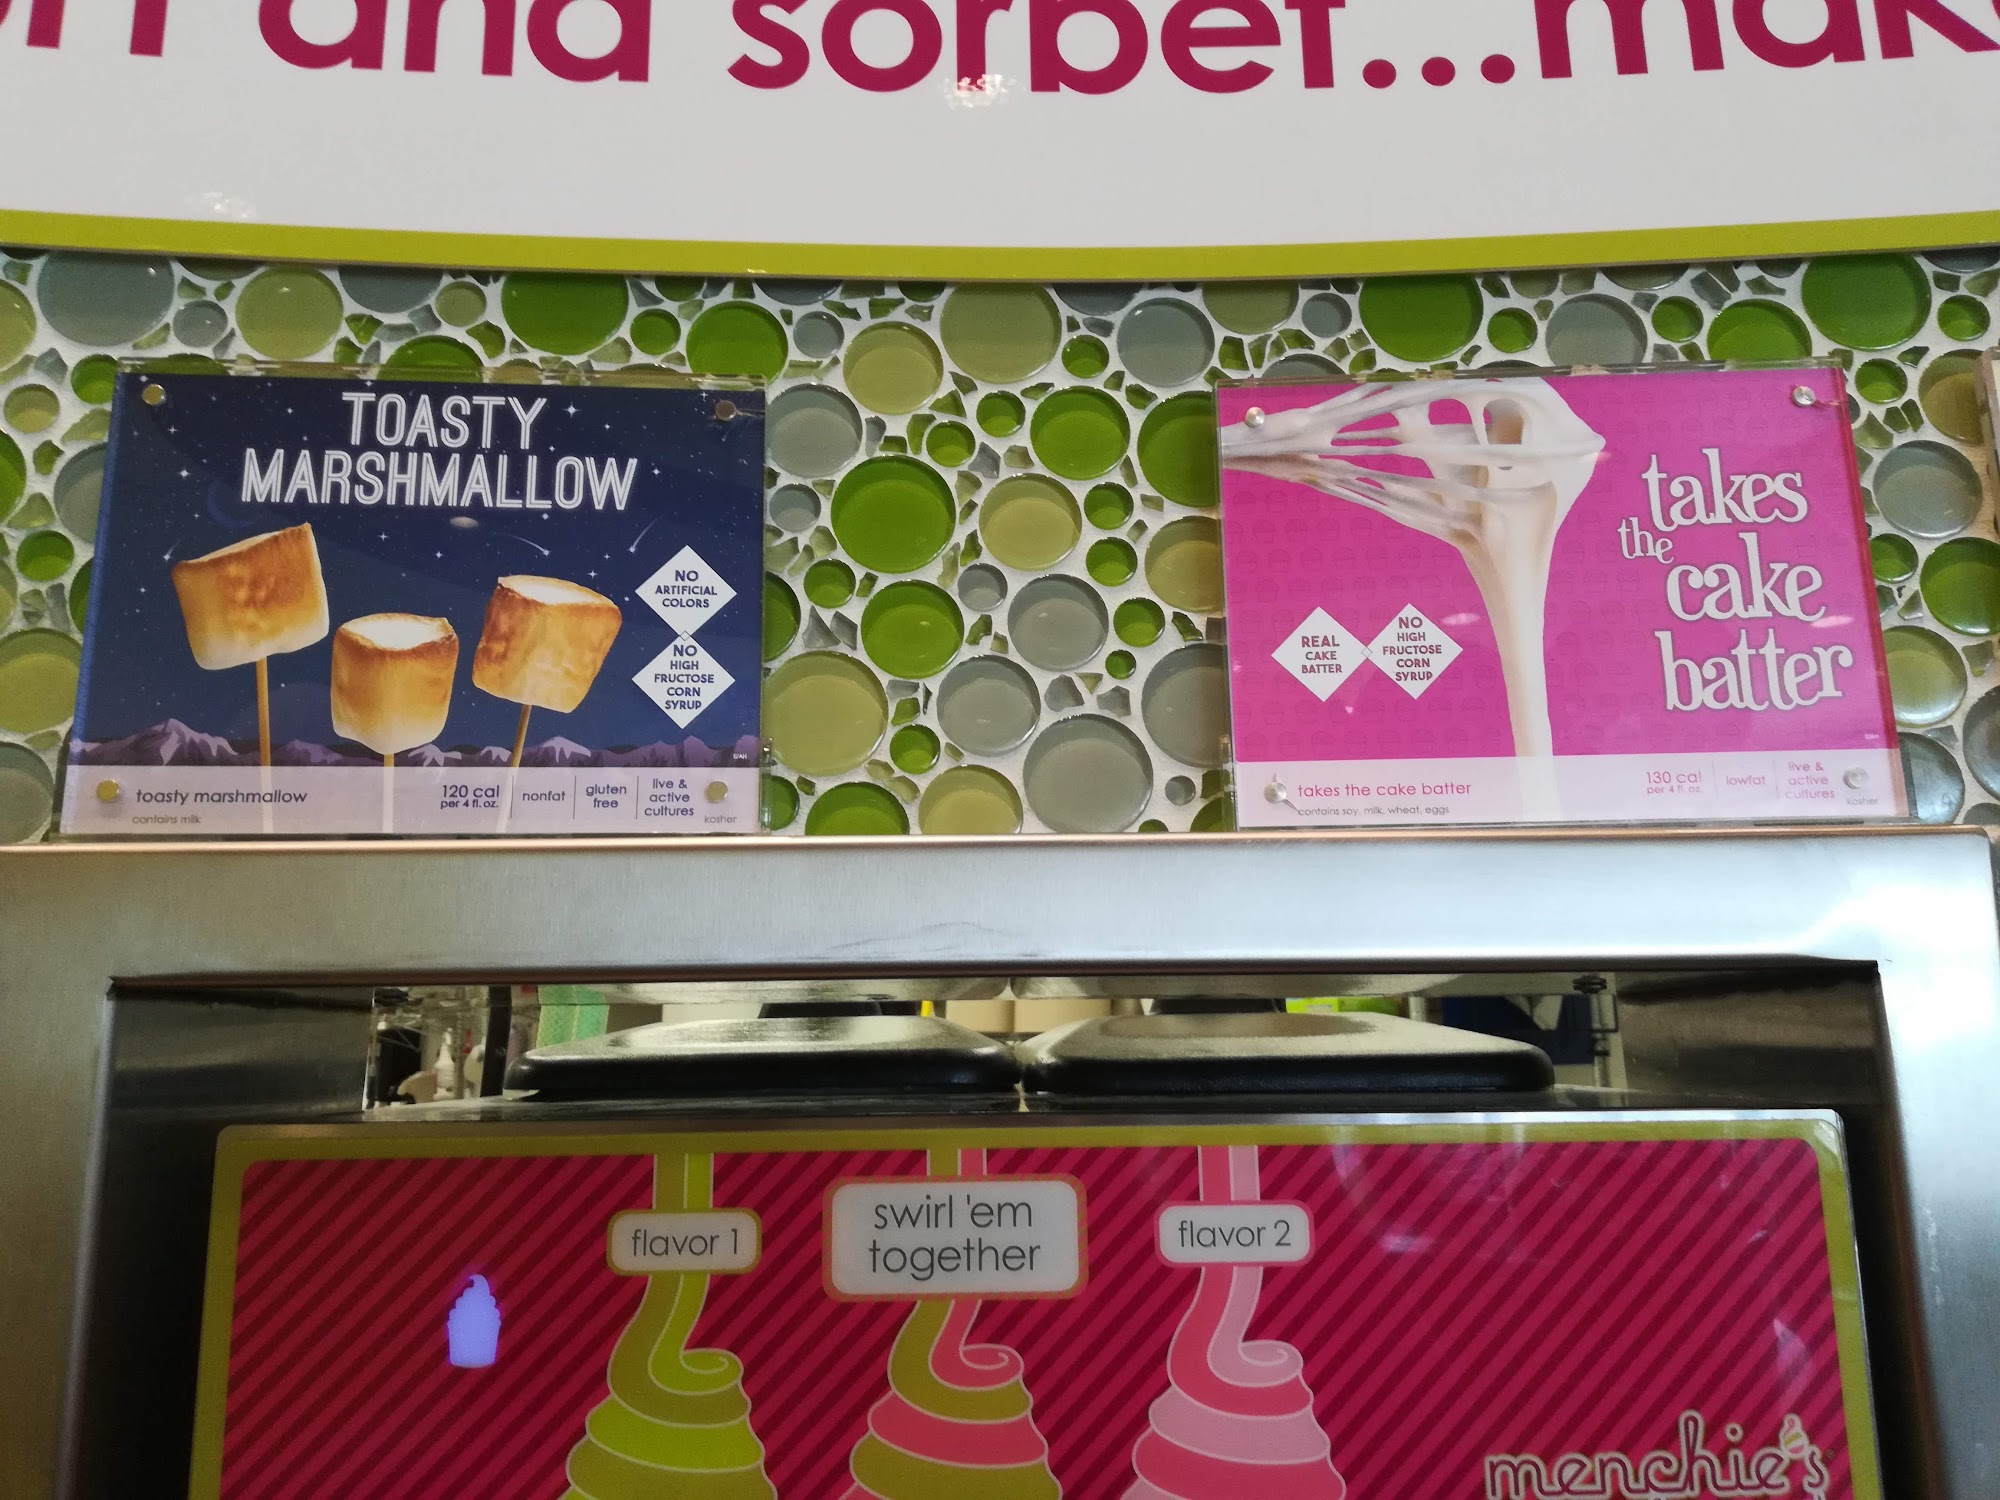 and sorbet...mak
TOASTY
MARSHMALLOW
NO
ARTIFICIAL
COLORS
NO
HIGH
FRUCTOSE
CORN
SYRUP
toasty marshmallow
contains milk
120 cal
per 4 fl. oz.
nonfat
gluten
free
live &
active
cultures
kosher
takes
the
cake
batter
REAL
CAKE
BATTER
NO
HIGH
FRUCTOSE
CORN
SYRUP
takes the cake batter
contains soy, milk, wheat, eggs
130 cal
per 4 fl. oz.
lowfat
live &
active
cultures
kosher
flavor 1
swirl 'em
together
flavor 2
menchie's